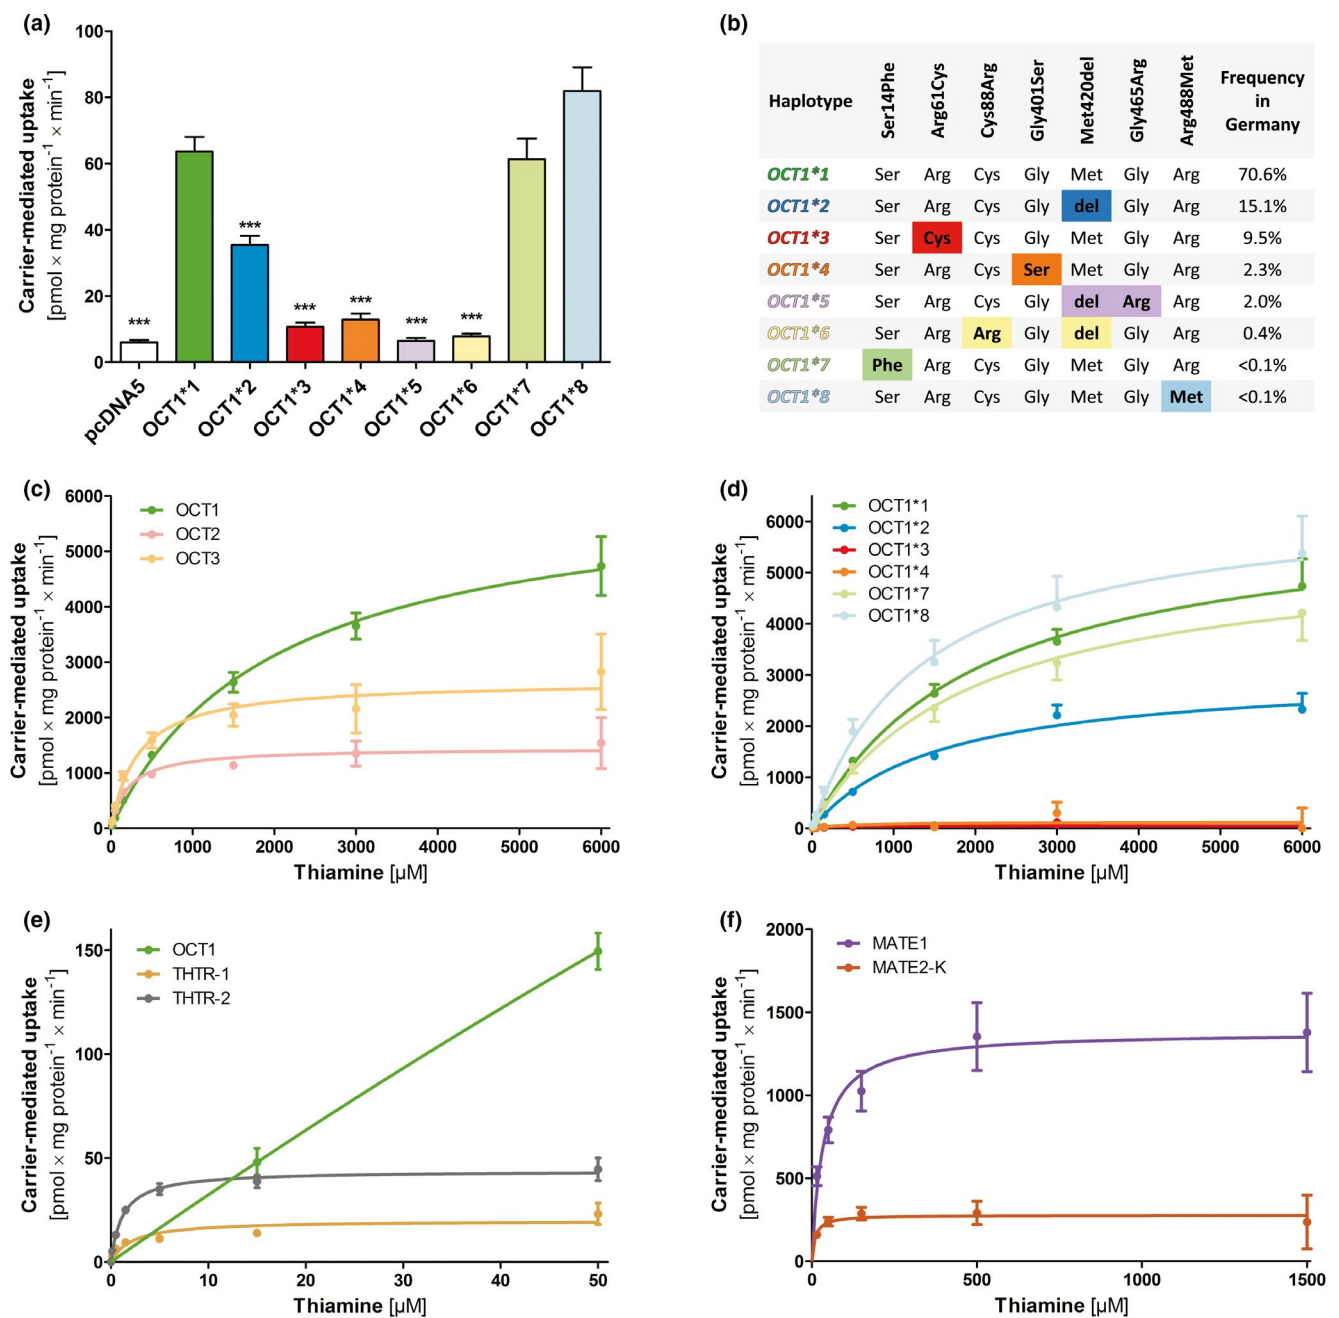 (a)
Carrier-mediated uptake
[pmol × mg protein⁻¹ × min⁻¹]
100
80
60
40
20
0
***
***
***
***
***
***
pcDNA5
OCT1*1
OCT1*2
OCT1*3
OCT1*4
OCT1*5
OCT1*6
OCT1*7
OCT1*8
(b)
Haplotype Ser14Phe Arg61Cys Cys88Arg Gly401Ser Met420del Gly465Arg Arg488Met Frequency
in
Germany
OCT1*1 Ser Arg Cys Gly Met Gly Arg 70.6%
OCT1*2 Ser Arg Cys Gly del Gly Arg 15.1%
OCT1*3 Ser Cys Cys Gly Met Gly Arg 9.5%
OCT1*4 Ser Arg Cys Ser Met Gly Arg 2.3%
OCT1*5 Ser Arg Cys Gly del Arg Arg 2.0%
OCT1*6 Ser Arg Arg Gly del Gly Arg 0.4%
OCT1*7 Phe Arg Cys Gly Met Gly Arg <0.1%
OCT1*8 Ser Arg Cys Gly Met Gly Met <0.1%
(c)
Carrier-mediated uptake
[pmol × mg protein⁻¹ × min⁻¹]
6000
5000
4000
3000
2000
1000
0
OCT1
OCT2
OCT3
0 1000 2000 3000 4000 5000 6000
Thiamine [µM]
(d)
Carrier-mediated uptake
[pmol × mg protein⁻¹ × min⁻¹]
6000
5000
4000
3000
2000
1000
0
OCT1*1
OCT1*2
OCT1*3
OCT1*4
OCT1*7
OCT1*8
0 1000 2000 3000 4000 5000 6000
Thiamine [µM]
(e)
Carrier-mediated uptake
[pmol × mg protein⁻¹ × min⁻¹]
150
100
50
0
OCT1
THTR-1
THTR-2
0 10 20 30 40 50
Thiamine [µM]
(f)
Carrier-mediated uptake
[pmol × mg protein⁻¹ × min⁻¹]
2000
1500
1000
500
0
MATE1
MATE2-K
0 500 1000 1500
Thiamine [µM]